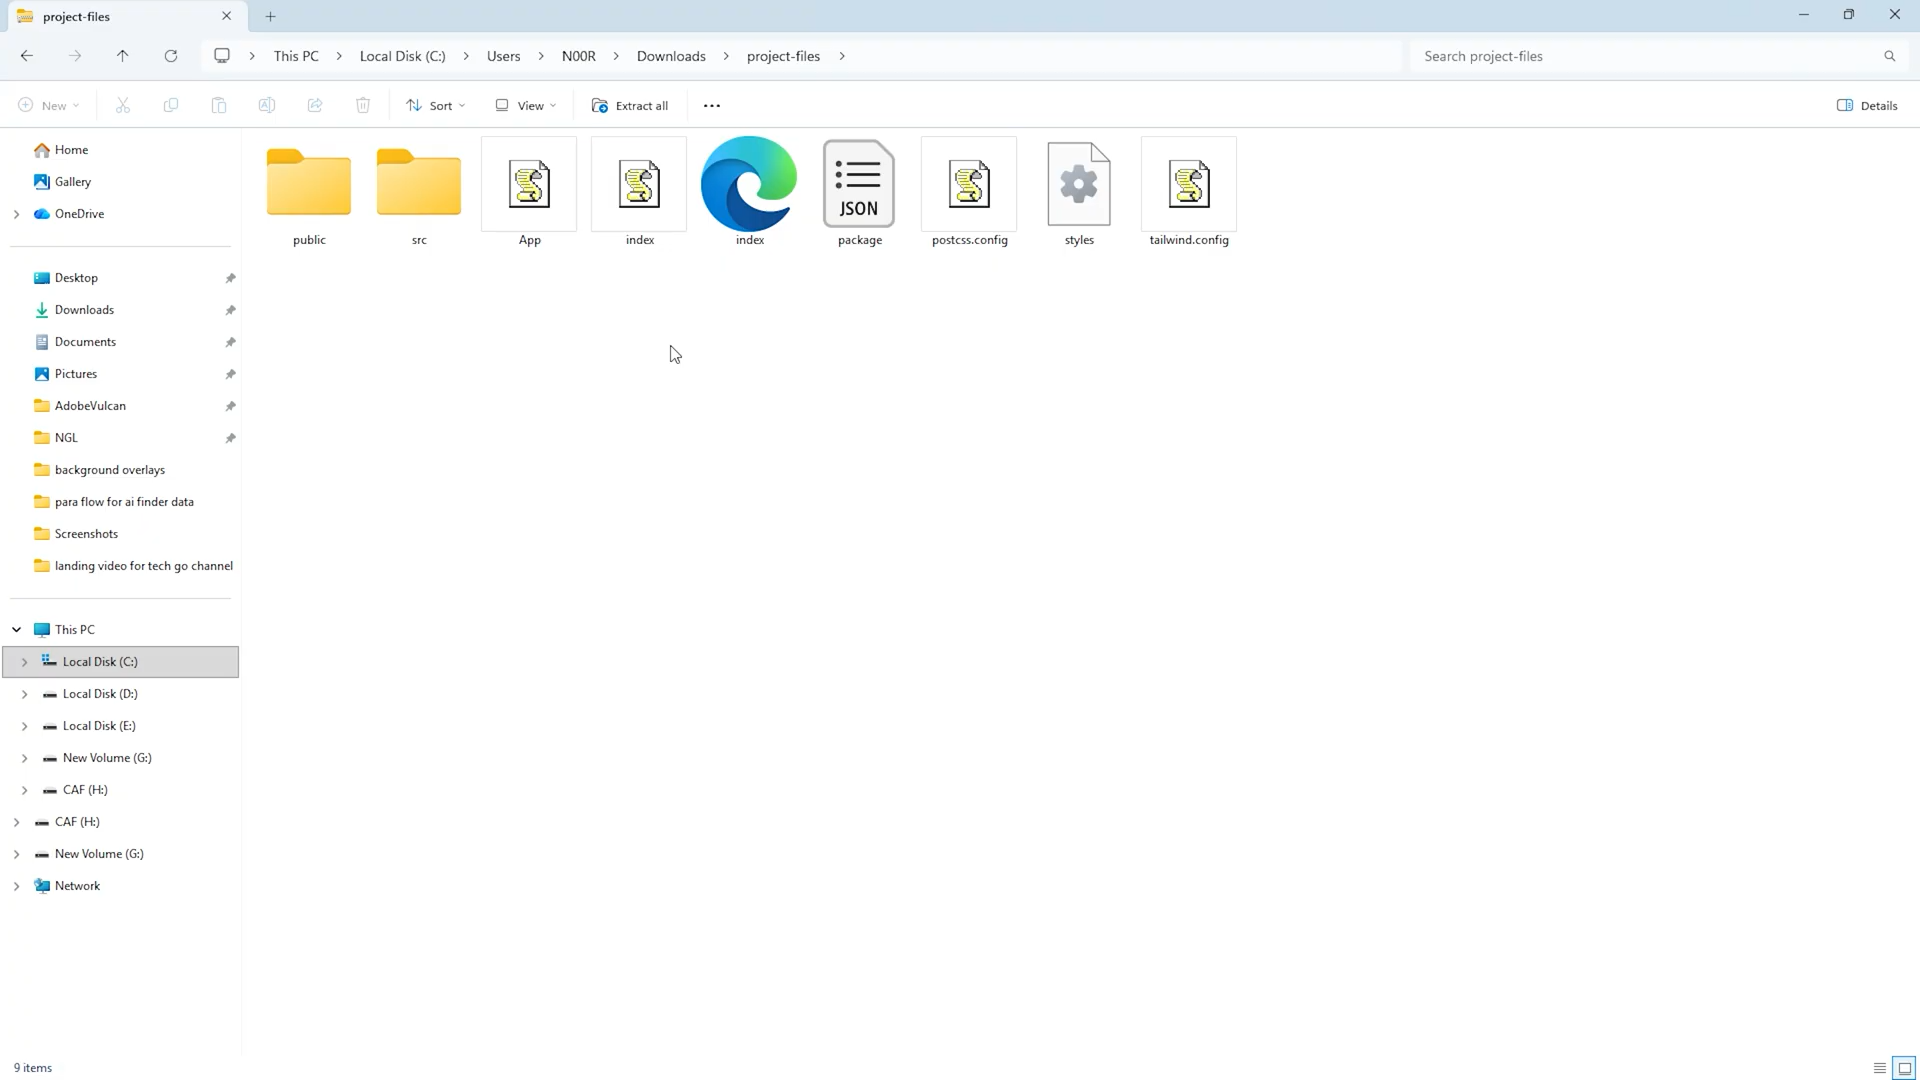 project-files
This PC
Local Disk (C:)
Users
N00R
Downloads
project-files
Search project-files
New
Sort
View
Extract all
Details
Home
Gallery
OneDrive
Desktop
Downloads
Documents
Pictures
AdobeVulcan
NGL
background overlays
para flow for ai finder data
Screenshots
landing video for tech go channel
This PC
Local Disk (C:)
Local Disk (D:)
Local Disk (E:)
New Volume (G:)
CAF (H:)
CAF (H:)
New Volume (G:)
Network
JSON
public
src
App
index
index
package
postcss.config
styles
tailwind.config
9 items